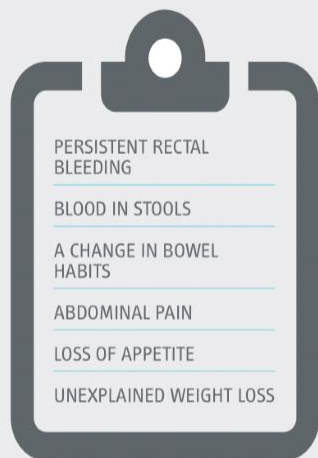 PERSISTENT RECTAL
BLEEDING
BLOOD IN STOOLS
A CHANGE IN BOWEL
HABITS
ABDOMINAL PAIN
LOSS OF APPETITE
UNEXPLAINED WEIGHT LOSS